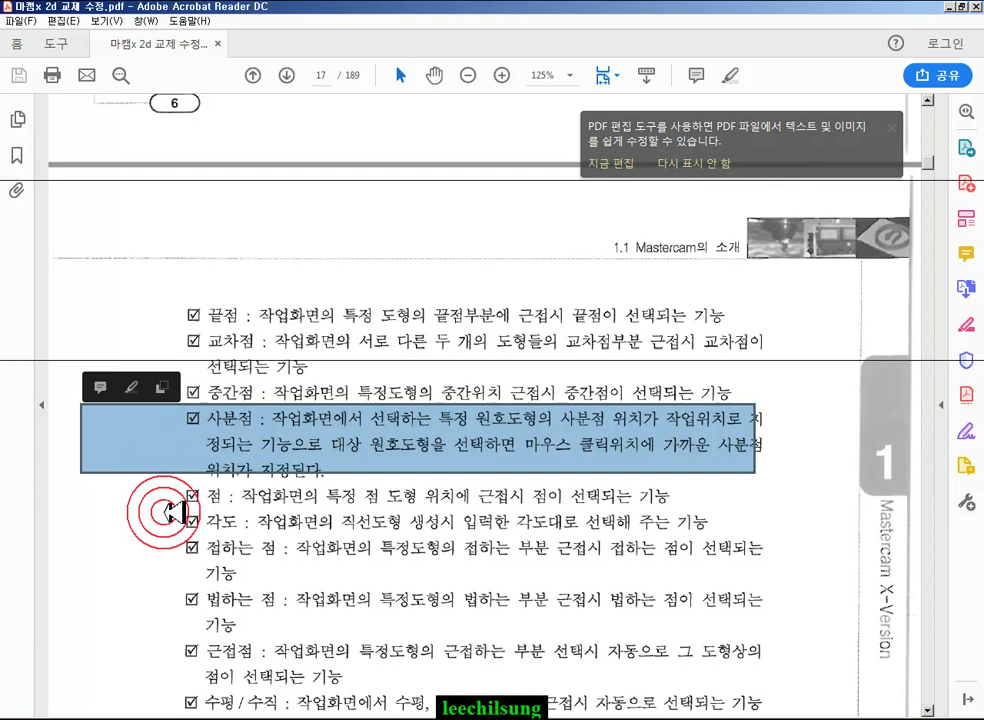 마캠x 2d 교제 수정.pdf - Adobe Acrobat Reader DC
파일(F) 편집(E) 보기(V) 창(W) 도움말(H)
홈 도구 마캠x 2d 교제 수정... × 로그인
17 / 189 125% 공유
6
PDF 편집 도구를 사용하면 PDF 파일에서 텍스트 및 이미지
를 쉽게 수정할 수 있습니다.
지금 편집 다시 표시 안 함
1.1 Mastercam의 소개
☑ 끝점 : 작업화면의 특정 도형의 끝점부분에 근접시 끝점이 선택되는 기능
☑ 교차점 : 작업화면의 서로 다른 두 개의 도형들의 교차점부분 근접시 교차점이
선택되는 기능
☑ 중간점 : 작업화면의 특정도형의 중간위치 근접시 중간점이 선택되는 기능
☑ 사분점 : 작업화면에서 선택하는 특정 원호도형의 사분점 위치가 작업위치로 지
정되는 기능으로 대상 원호도형을 선택하면 마우스 클릭위치에 가까운 사분점
위치가 지정된다.
☑ 점 : 작업화면의 특정 점 도형 위치에 근접시 점이 선택되는 기능
☑ 각도 : 작업화면의 직선도형 생성시 입력한 각도대로 선택해 주는 기능
☑ 접하는 점 : 작업화면의 특정도형의 접하는 부분 근접시 접하는 점이 선택되는
기능
☑ 법하는 점 : 작업화면의 특정도형의 법하는 부분 근접시 법하는 점이 선택되는
기능
☑ 근접점 : 작업화면의 특정도형의 근접하는 부분 선택시 자동으로 그 도형상의
점이 선택되는 기능
☑ 수평/수직 : 작업화면에서 수평, 근접시 자동으로 선택되는 기능
1
Mastercam X-Version
leechilsung